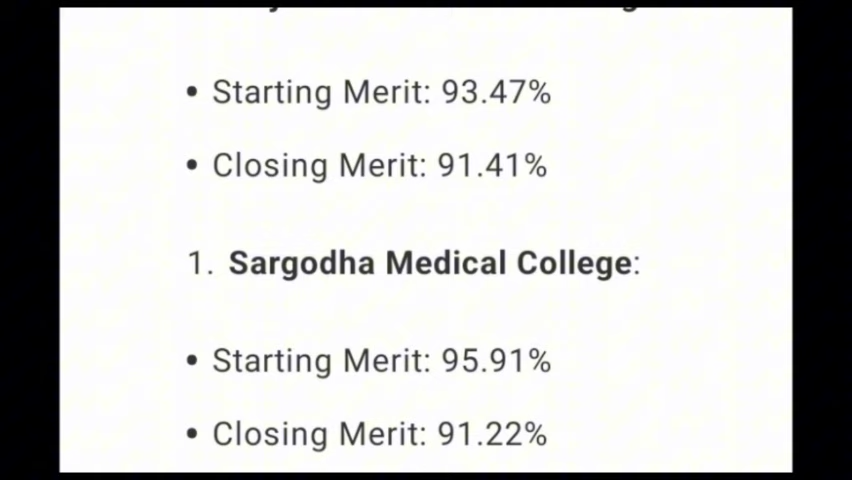 • Starting Merit: 93.47%
• Closing Merit: 91.41%
1. Sargodha Medical College:
• Starting Merit: 95.91%
• Closing Merit: 91.22%